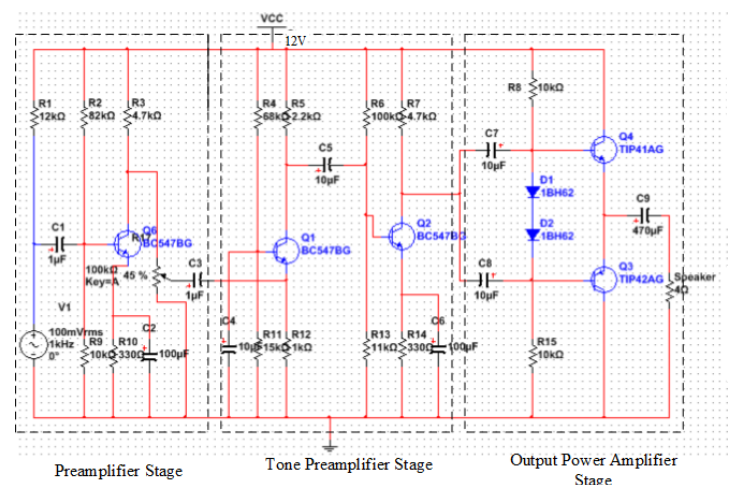 VCC
12V
R1
12kΩ
R2
82kΩ
R3
4.7kΩ
R4
68kΩ
R5
2.2kΩ
R6
100kΩ
R7
4.7kΩ
R8
10kΩ
C5
10µF
C7
10µF
Q4
TIP41AG
D1
1BH62
D2
1BH62
C9
470µF
C1
1µF
Q6
BC547BG
Q1
BC547BG
Q2
BC547BG
100kΩ
Key=A
45 %
C3
1µF
C8
10µF
Q3
TIP42AG
Speaker
4Ω
V1
100mVrms
1kHz
0°
R9
10kΩ
R10
330Ω
C2
100µF
C4
10µF
R11
15kΩ
R12
1kΩ
R13
11kΩ
R14
330Ω
C6
100µF
R15
10kΩ
Preamplifier Stage
Tone Preamplifier Stage
Output Power Amplifier
Stage